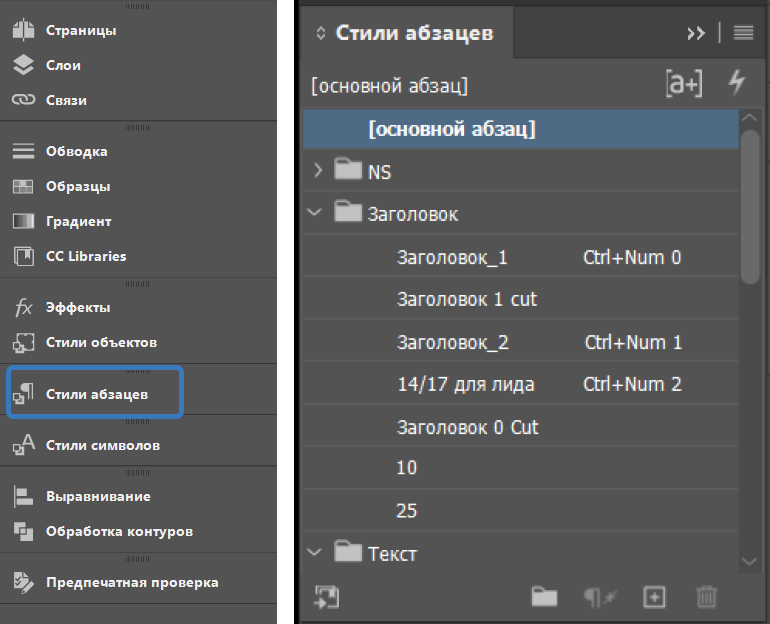 Страницы
Слои
Связи
Обводка
Образцы
Градиент
CC Libraries
fx Эффекты
Стили объектов
Стили абзацев
Стили символов
Выравнивание
Обработка контуров
Предпечатная проверка
Стили абзацев
[основной абзац] [a+]
[основной абзац]
NS
Заголовок
Заголовок_1 Ctrl+Num 0
Заголовок 1 cut
Заголовок_2 Ctrl+Num 1
14/17 для лида Ctrl+Num 2
Заголовок 0 Cut
10
25
Текст